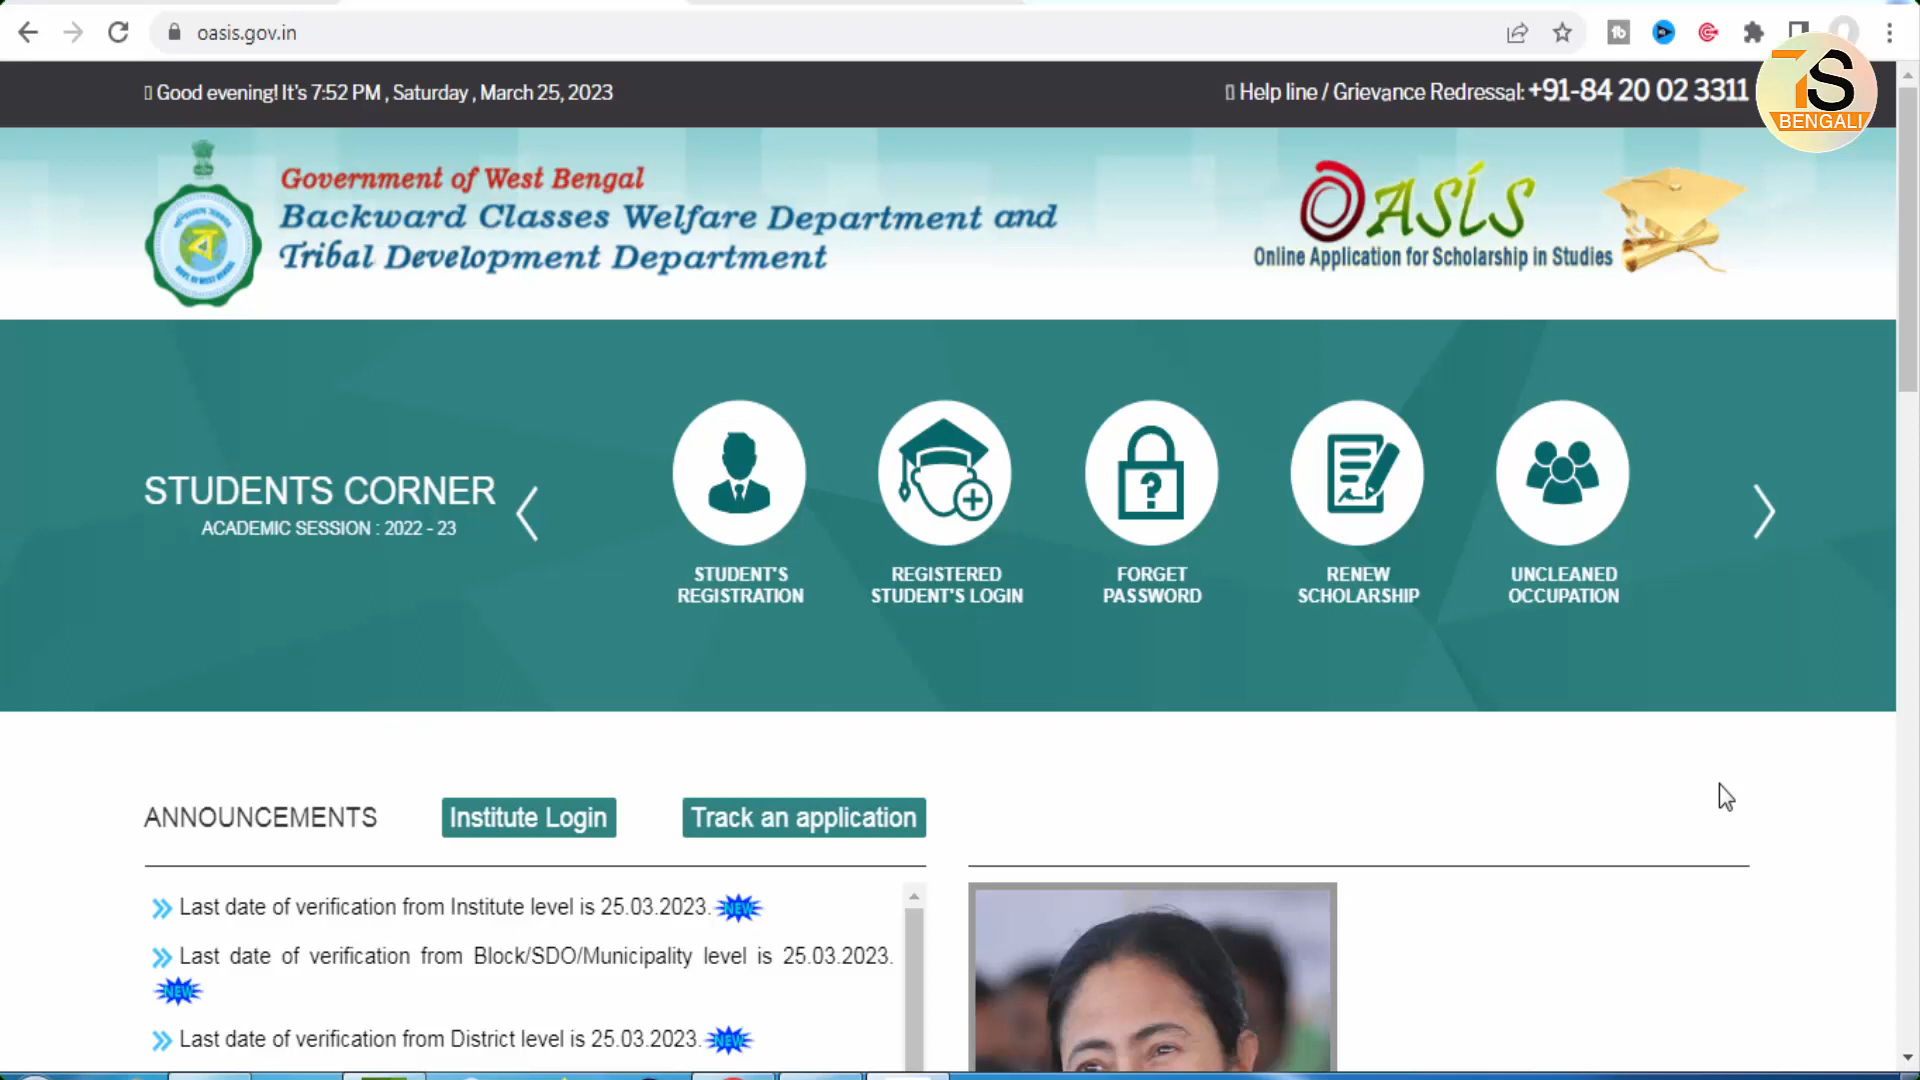 oasis.gov.in
Good evening! It's 7:52 PM , Saturday , March 25, 2023
Help line / Grievance Redressal: +91-84 20 02 3311
7S
BENGALI
Government of West Bengal
Backward Classes Welfare Department and
Tribal Development Department
OASIS
Online Application for Scholarship in Studies
STUDENTS CORNER
ACADEMIC SESSION : 2022 - 23
STUDENT'S
REGISTRATION
REGISTERED
STUDENT'S LOGIN
FORGET
PASSWORD
RENEW
SCHOLARSHIP
UNCLEANED
OCCUPATION
ANNOUNCEMENTS
Institute Login
Track an application
Last date of verification from Institute level is 25.03.2023. NEW
Last date of verification from Block/SDO/Municipality level is 25.03.2023.
NEW
Last date of verification from District level is 25.03.2023. NEW